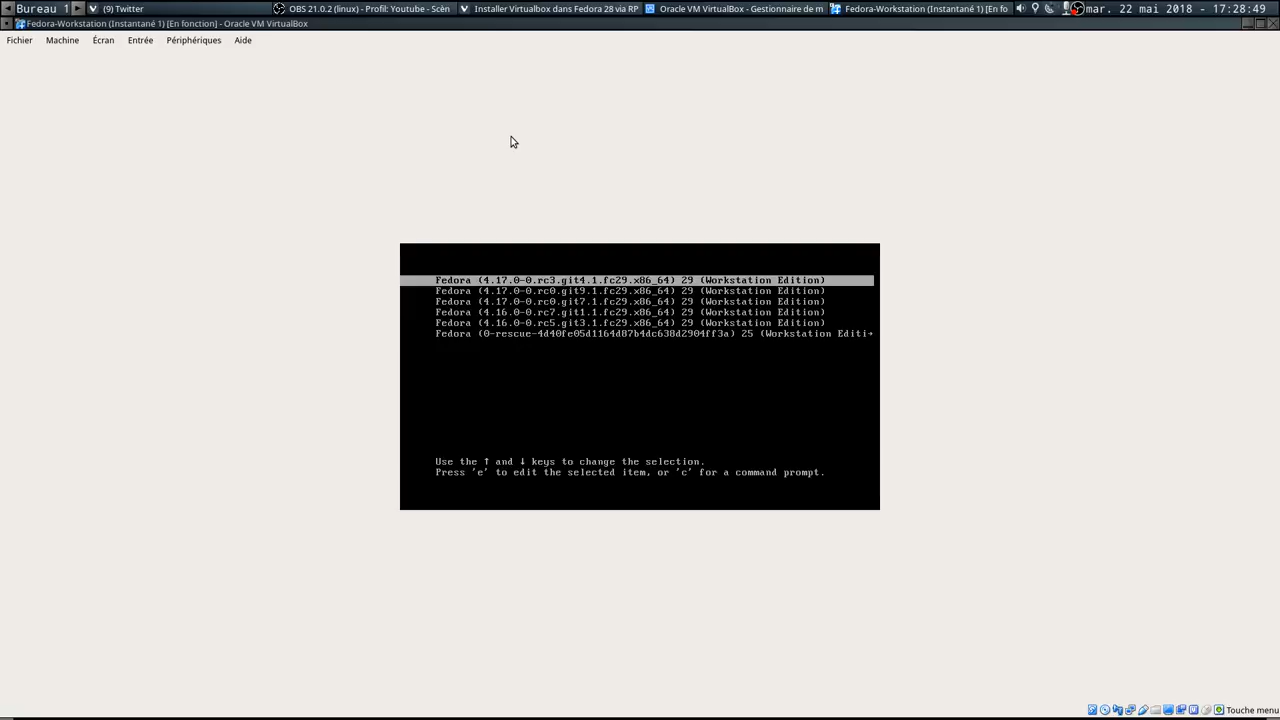 Bureau 1
(9) Twitter
OBS 21.0.2 (linux) - Profil: Youtube - Scèn
Installer Virtualbox dans Fedora 28 via RP
Oracle VM VirtualBox - Gestionnaire de m
Fedora-Workstation (Instantané 1) [En fo
mar. 22 mai 2018 - 17:28:49
Fedora-Workstation (Instantané 1) [En fonction] - Oracle VM VirtualBox
Fichier Machine Écran Entrée Périphériques Aide
Fedora (4.17.0-0.rc3.git4.1.fc29.x86_64) 29 (Workstation Edition)
Fedora (4.17.0-0.rc0.git9.1.fc29.x86_64) 29 (Workstation Edition)
Fedora (4.17.0-0.rc0.git7.1.fc29.x86_64) 29 (Workstation Edition)
Fedora (4.16.0-0.rc7.git1.1.fc29.x86_64) 29 (Workstation Edition)
Fedora (4.16.0-0.rc5.git3.1.fc29.x86_64) 29 (Workstation Edition)
Fedora (0-rescue-4d40fe05d1164d87b4dc638d2904ff3a) 25 (Workstation Editi→
Use the ↑ and ↓ keys to change the selection.
Press 'e' to edit the selected item, or 'c' for a command prompt.
Touche menu